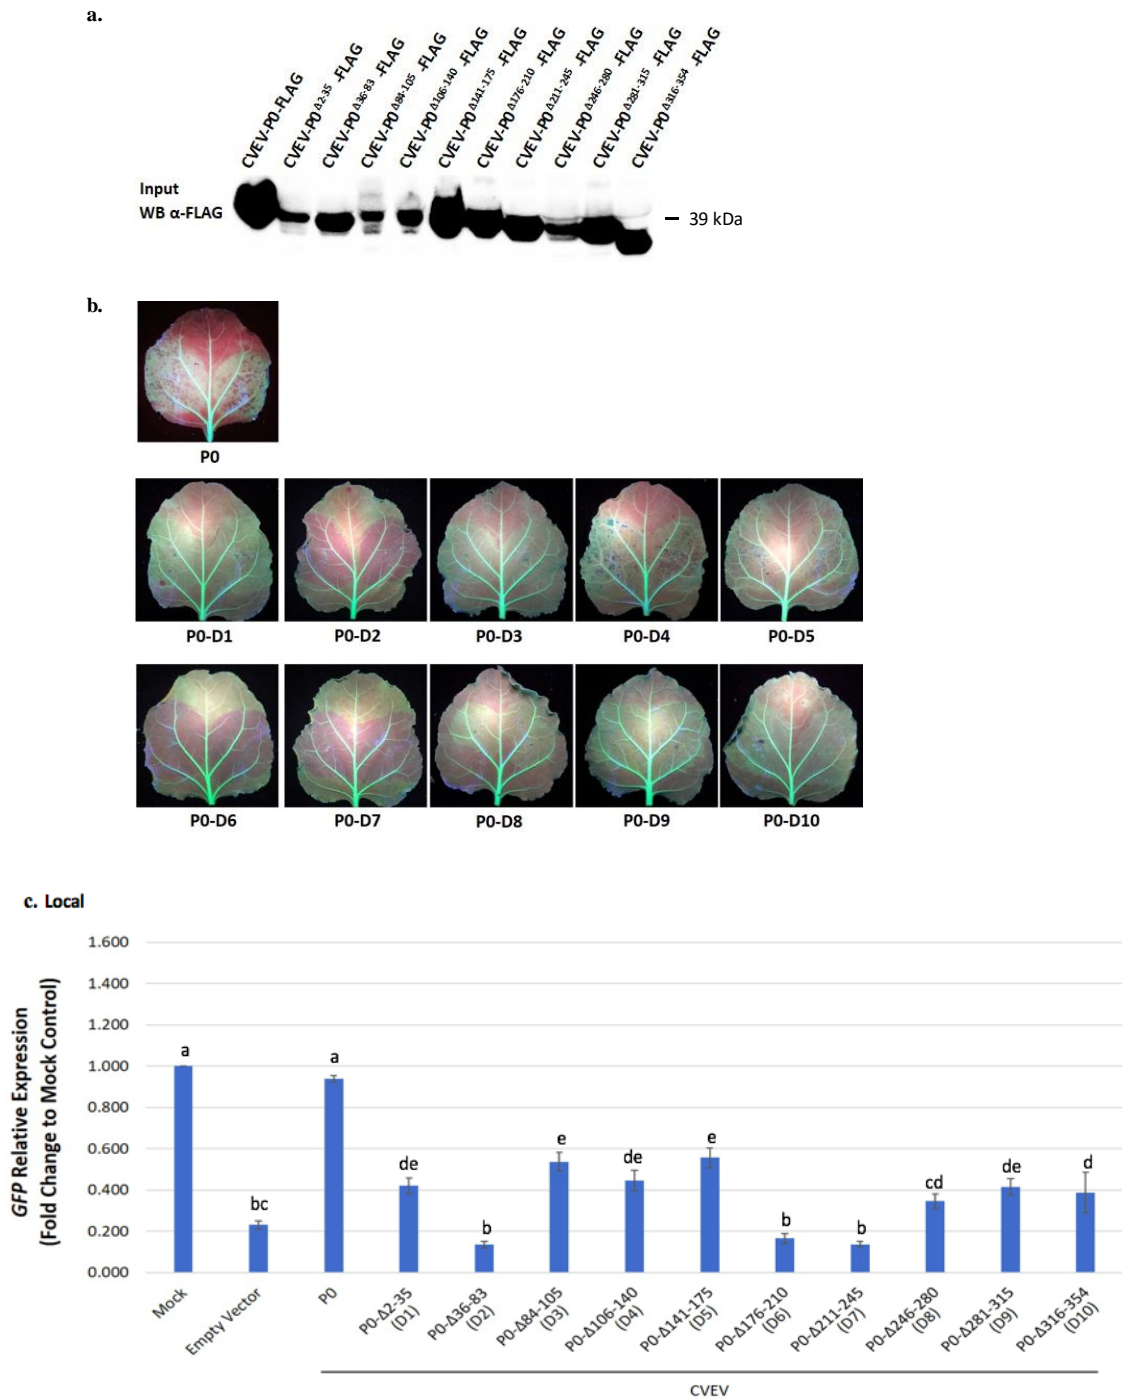 a.
CVEV-P0-FLAG
CVEV-P0Δ2-35 -FLAG
CVEV-P0Δ36-83 -FLAG
CVEV-P0Δ84-105 -FLAG
CVEV-P0Δ106-140 -FLAG
CVEV-P0Δ141-175 -FLAG
CVEV-P0Δ176-210 -FLAG
CVEV-P0Δ211-245 -FLAG
CVEV-P0Δ246-280 -FLAG
CVEV-P0Δ281-315 -FLAG
CVEV-P0Δ316-354 -FLAG
Input
WB α-FLAG
39 kDa
b.
P0
P0-D1
P0-D2
P0-D3
P0-D4
P0-D5
P0-D6
P0-D7
P0-D8
P0-D9
P0-D10
c. Local
GFP Relative Expression
(Fold Change to Mock Control)
1.600
1.400
1.200
1.000
0.800
0.600
0.400
0.200
0.000
a
bc
a
de
b
e
de
e
b
b
cd
de
d
Mock
Empty Vector
P0
P0-Δ2-35
(D1)
P0-Δ36-83
(D2)
P0-Δ84-105
(D3)
P0-Δ106-140
(D4)
P0-Δ141-175
(D5)
P0-Δ176-210
(D6)
P0-Δ211-245
(D7)
P0-Δ246-280
(D8)
P0-Δ281-315
(D9)
P0-Δ316-354
(D10)
CVEV